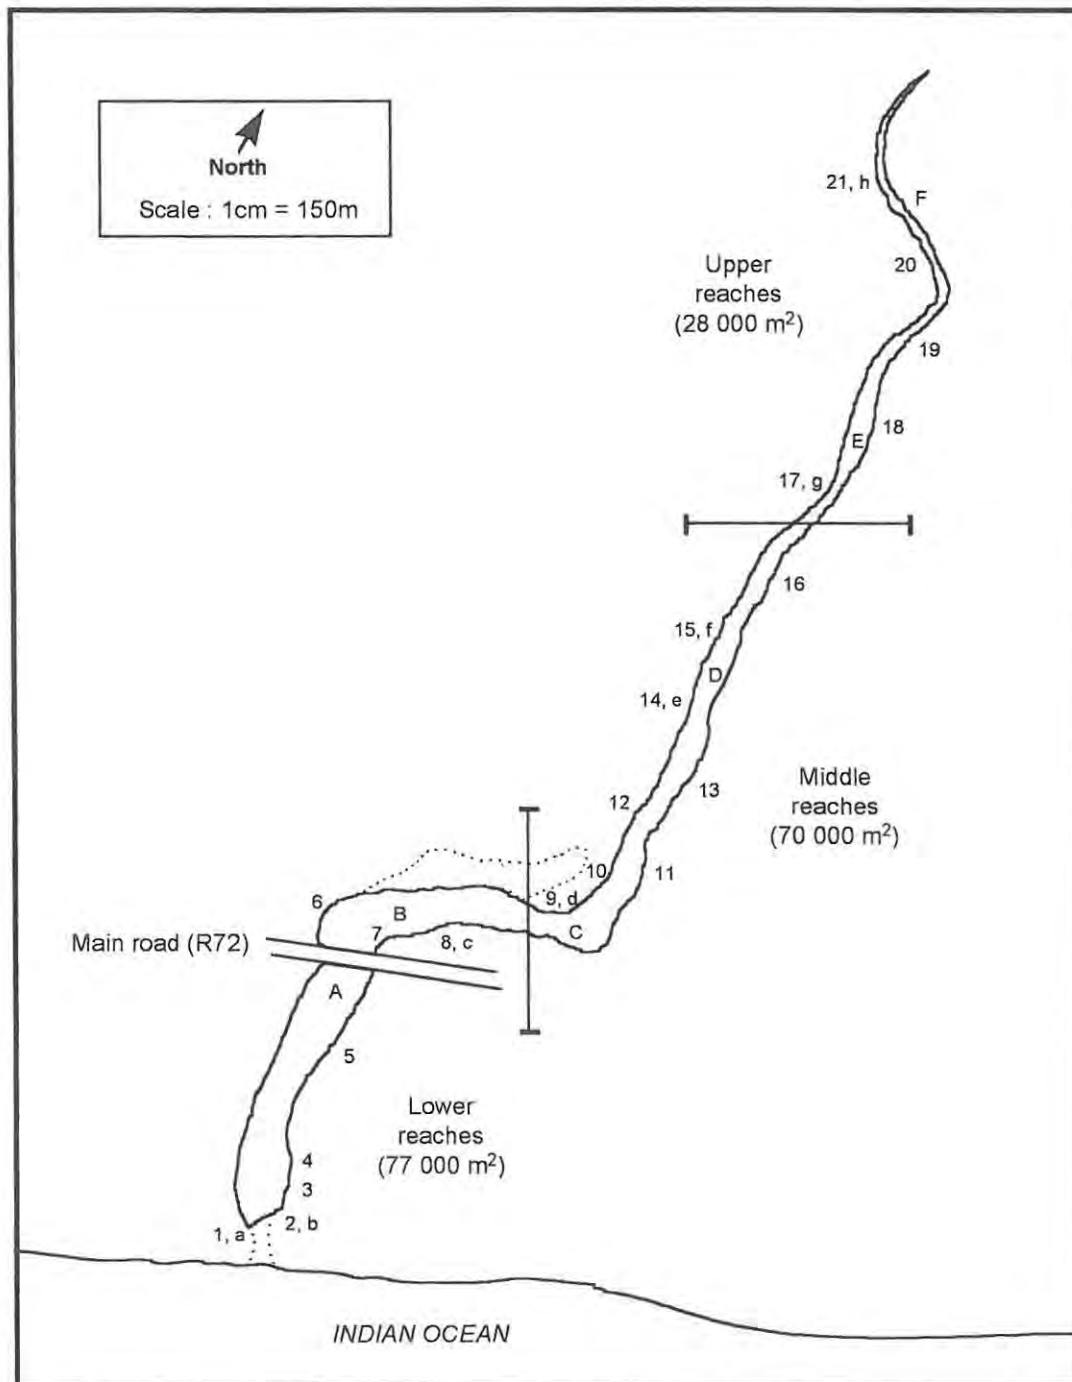 North
Scale : 1cm = 150m
21, h
F
20
Upper
reaches
(28 000 m²)
19
18
E
17, g
16
15, f
D
14, e
Middle
reaches
(70 000 m²)
13
12
11
10
9, d
6
B
7
8, c
C
Main road (R72)
A
5
Lower
reaches
(77 000 m²)
4
3
2, b
1, a
INDIAN OCEAN